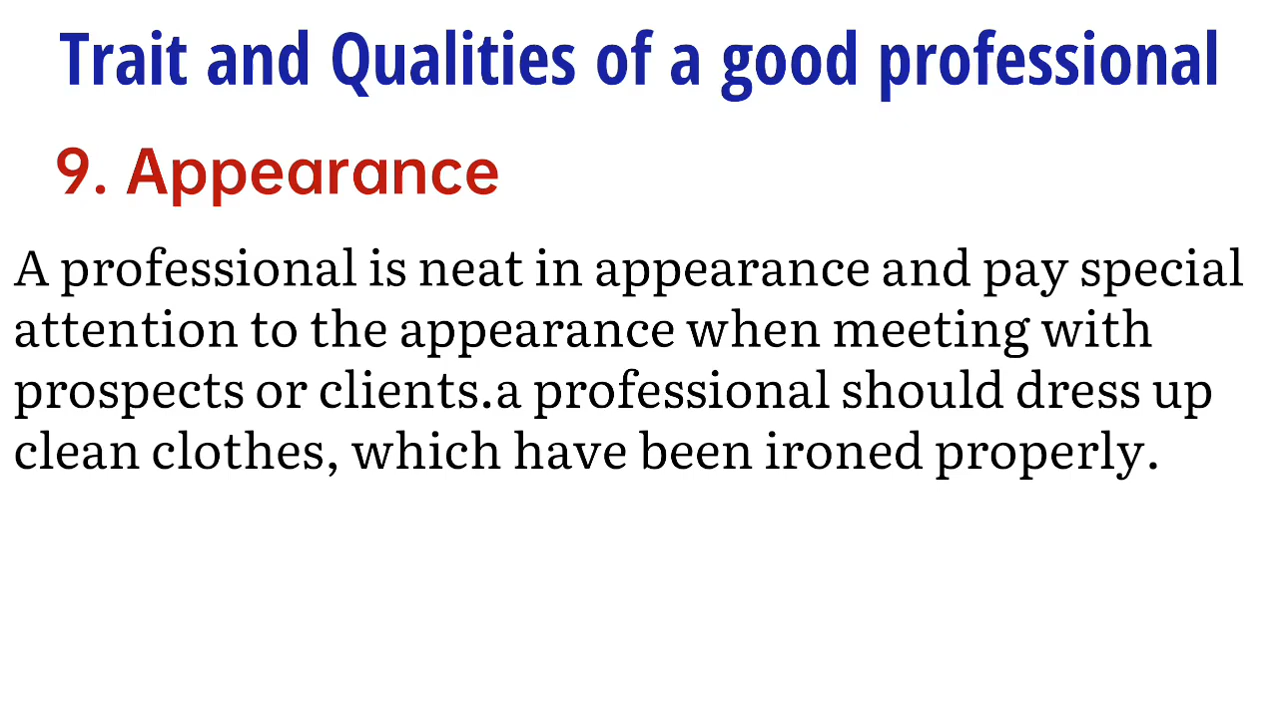 Trait and Qualities of a good professional
9. Appearance
A professional is neat in appearance and pay special
attention to the appearance when meeting with
prospects or clients.a professional should dress up
clean clothes, which have been ironed properly.